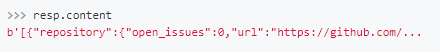 >>> resp.content
b'[{"repository":{"open_issues":0,"url":"https://github.com/...